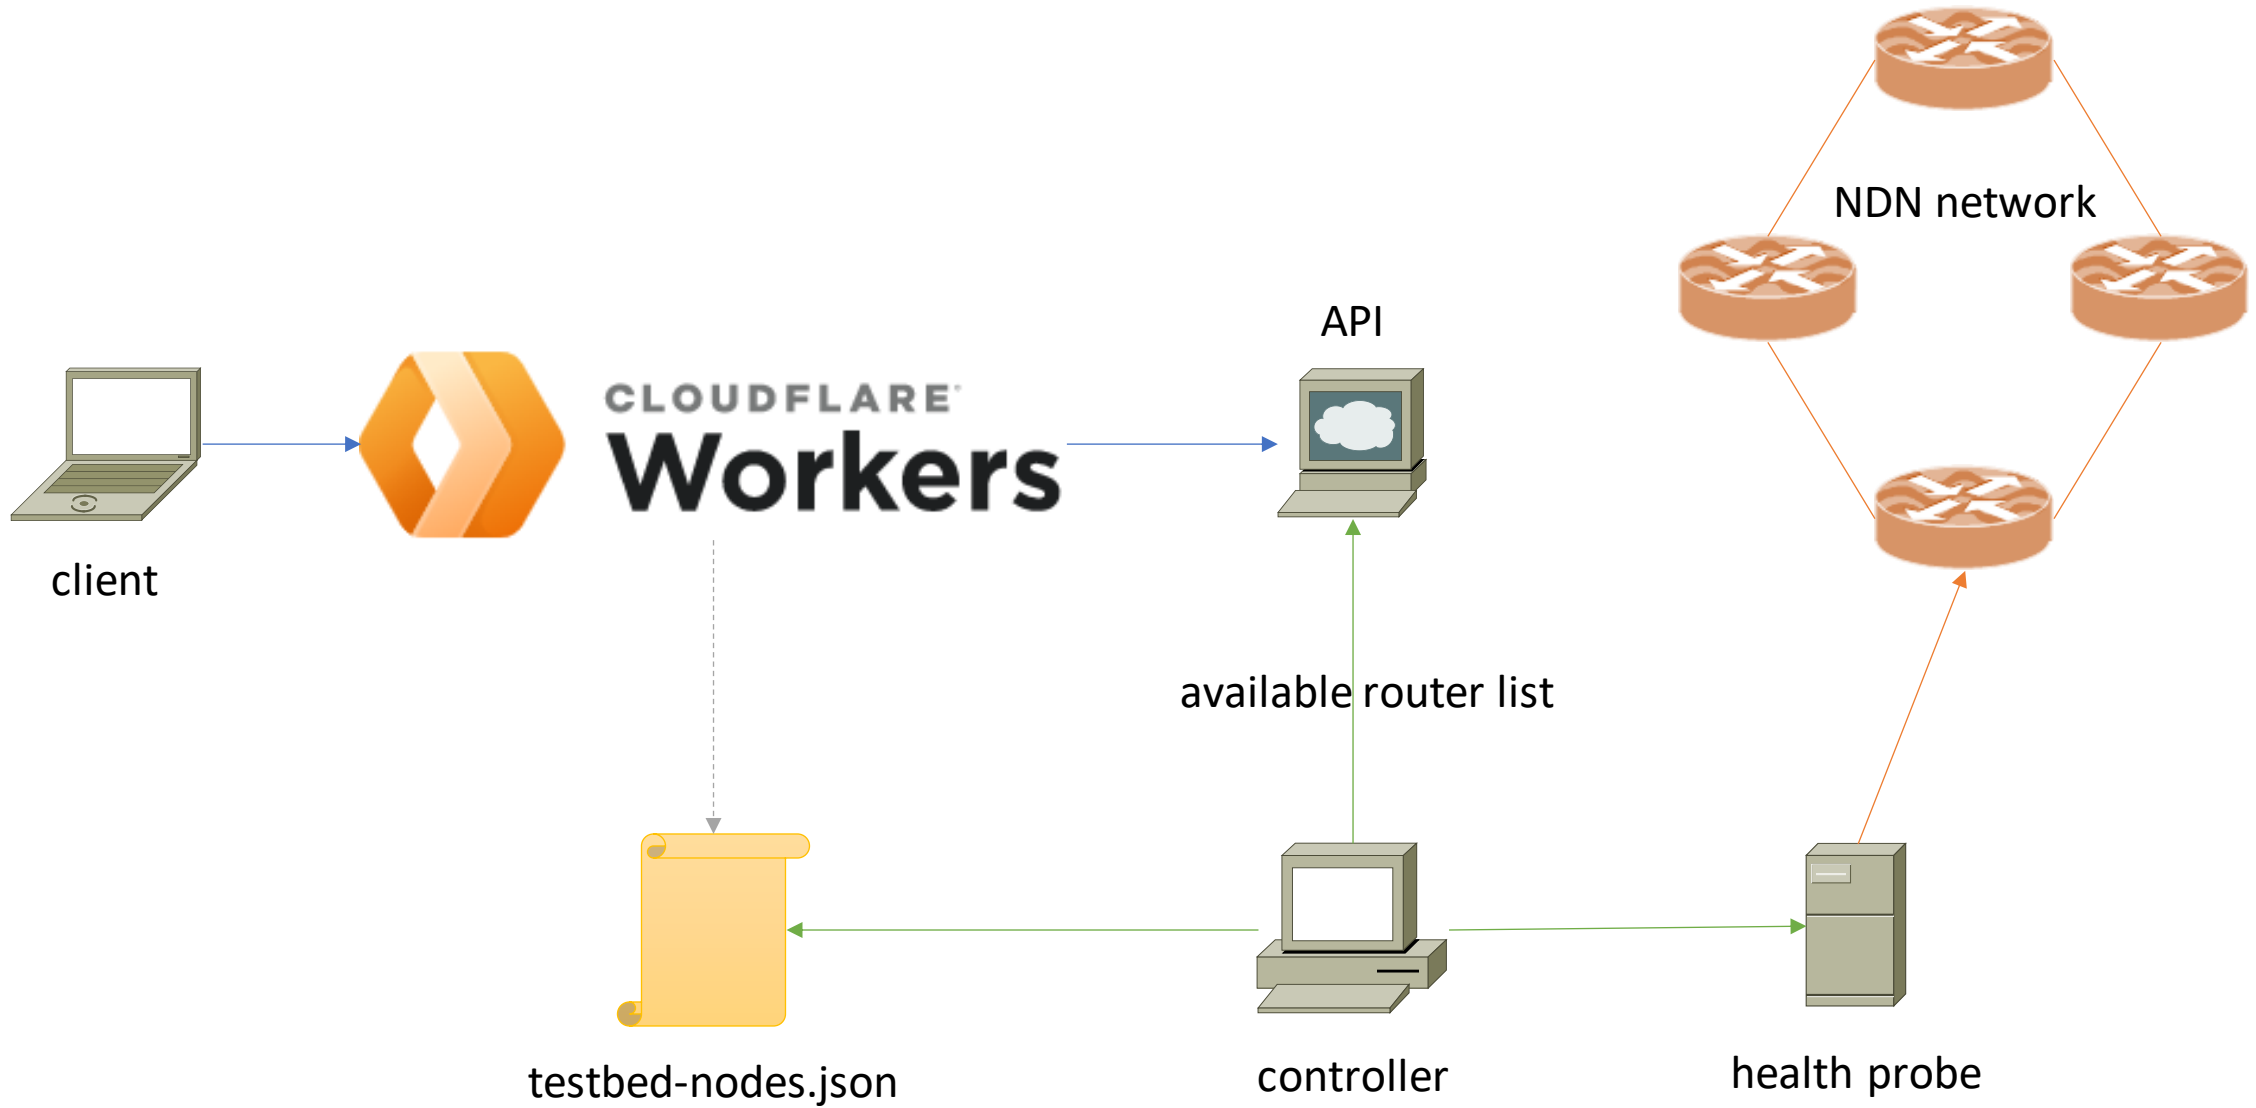 NDN network
API
CLOUDFLARE
Workers
client
available router list
testbed-nodes.json
controller
health probe